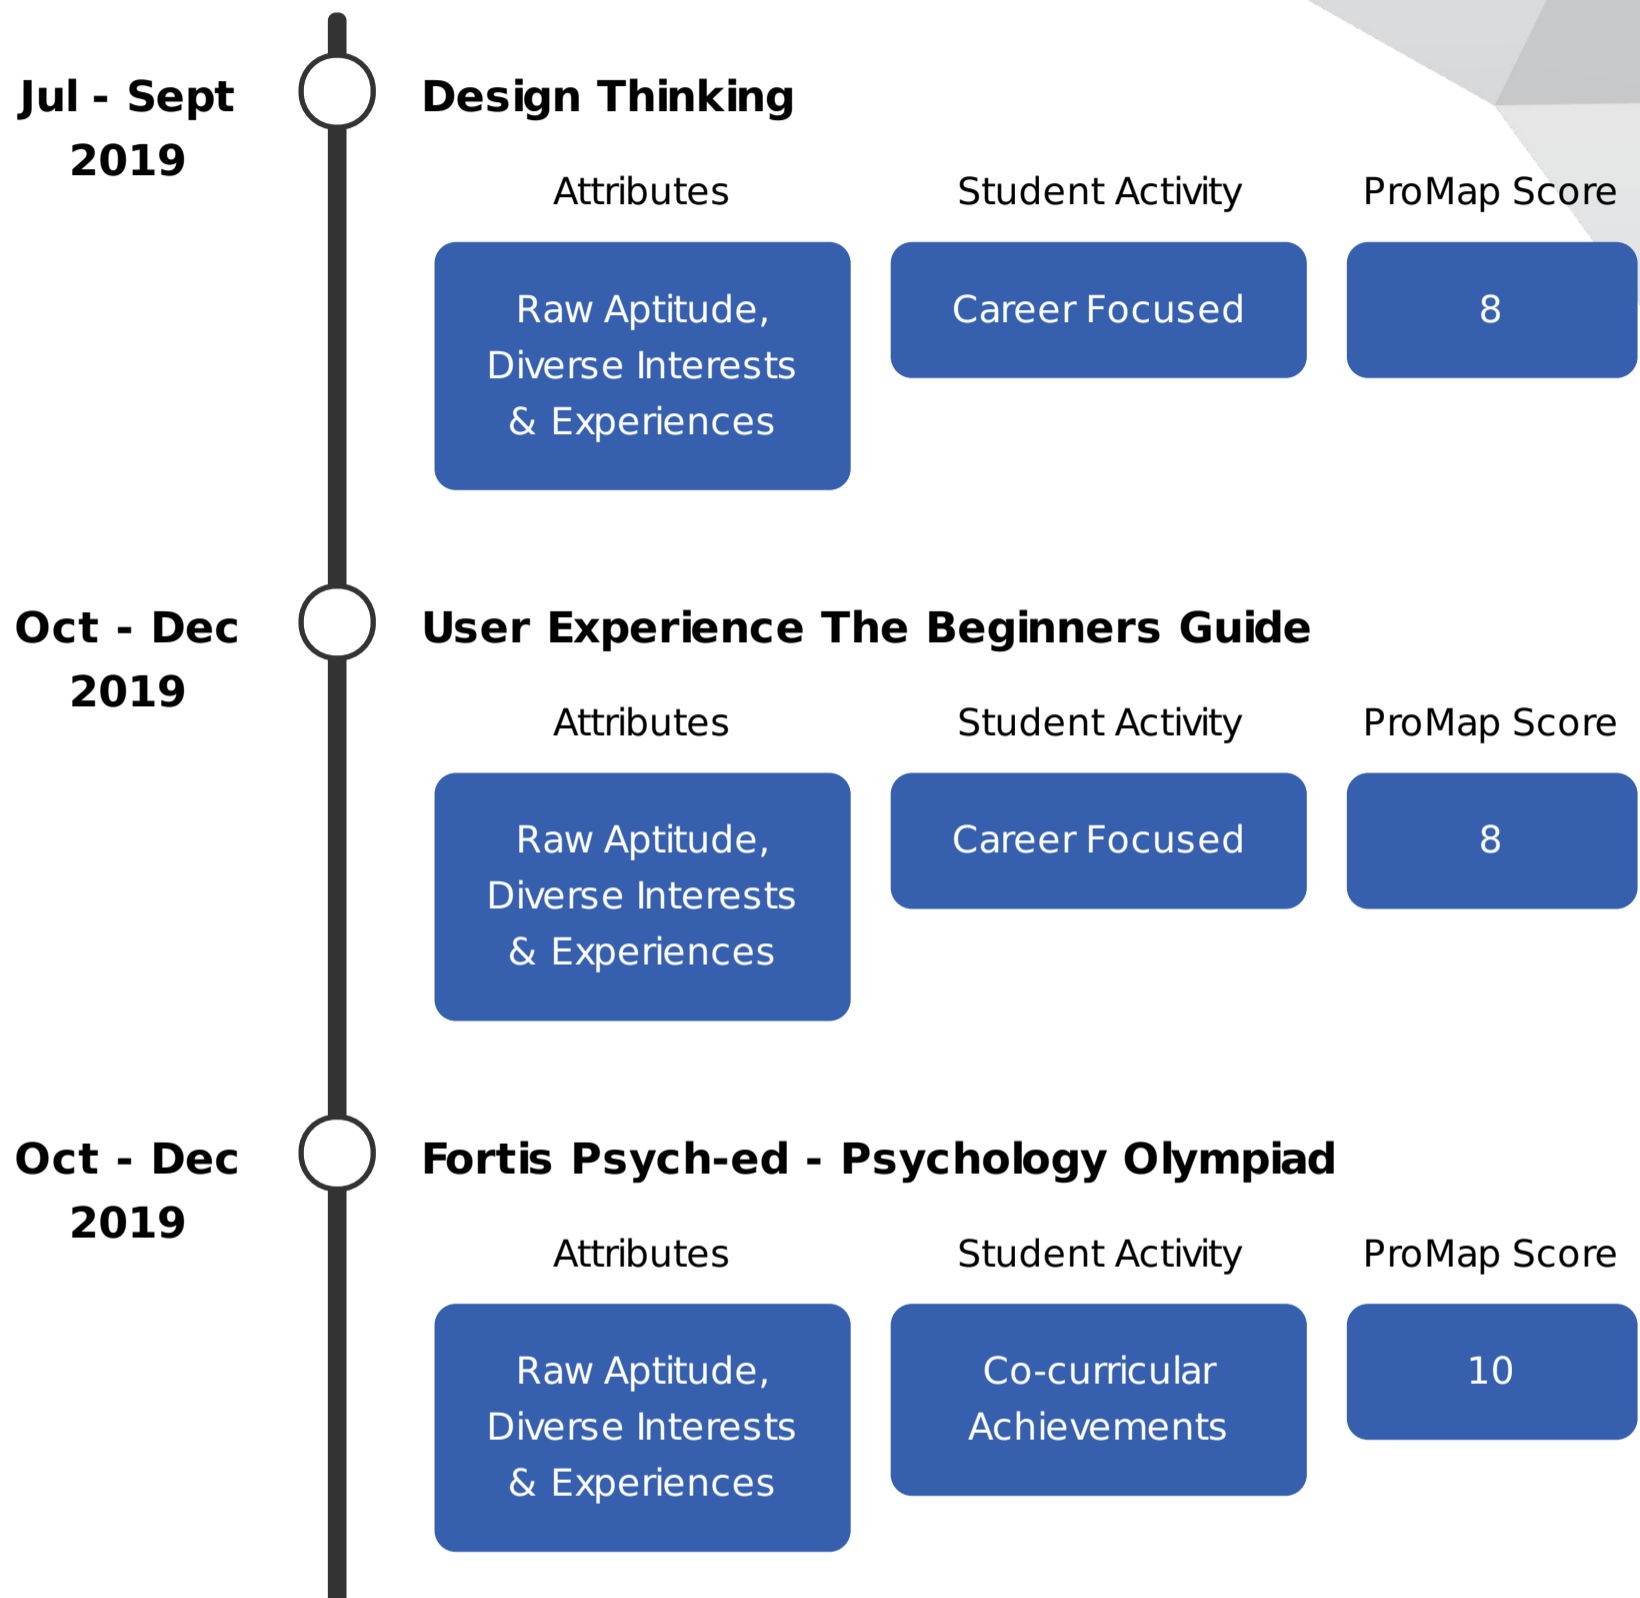 Jul - Sept
2019
Design Thinking
Attributes
Student Activity
ProMap Score
Raw Aptitude,
Diverse Interests
& Experiences
Career Focused
8
Oct - Dec
2019
User Experience The Beginners Guide
Attributes
Student Activity
ProMap Score
Raw Aptitude,
Diverse Interests
& Experiences
Career Focused
8
Oct - Dec
2019
Fortis Psych-ed - Psychology Olympiad
Attributes
Student Activity
ProMap Score
Raw Aptitude,
Diverse Interests
& Experiences
Co-curricular
Achievements
10